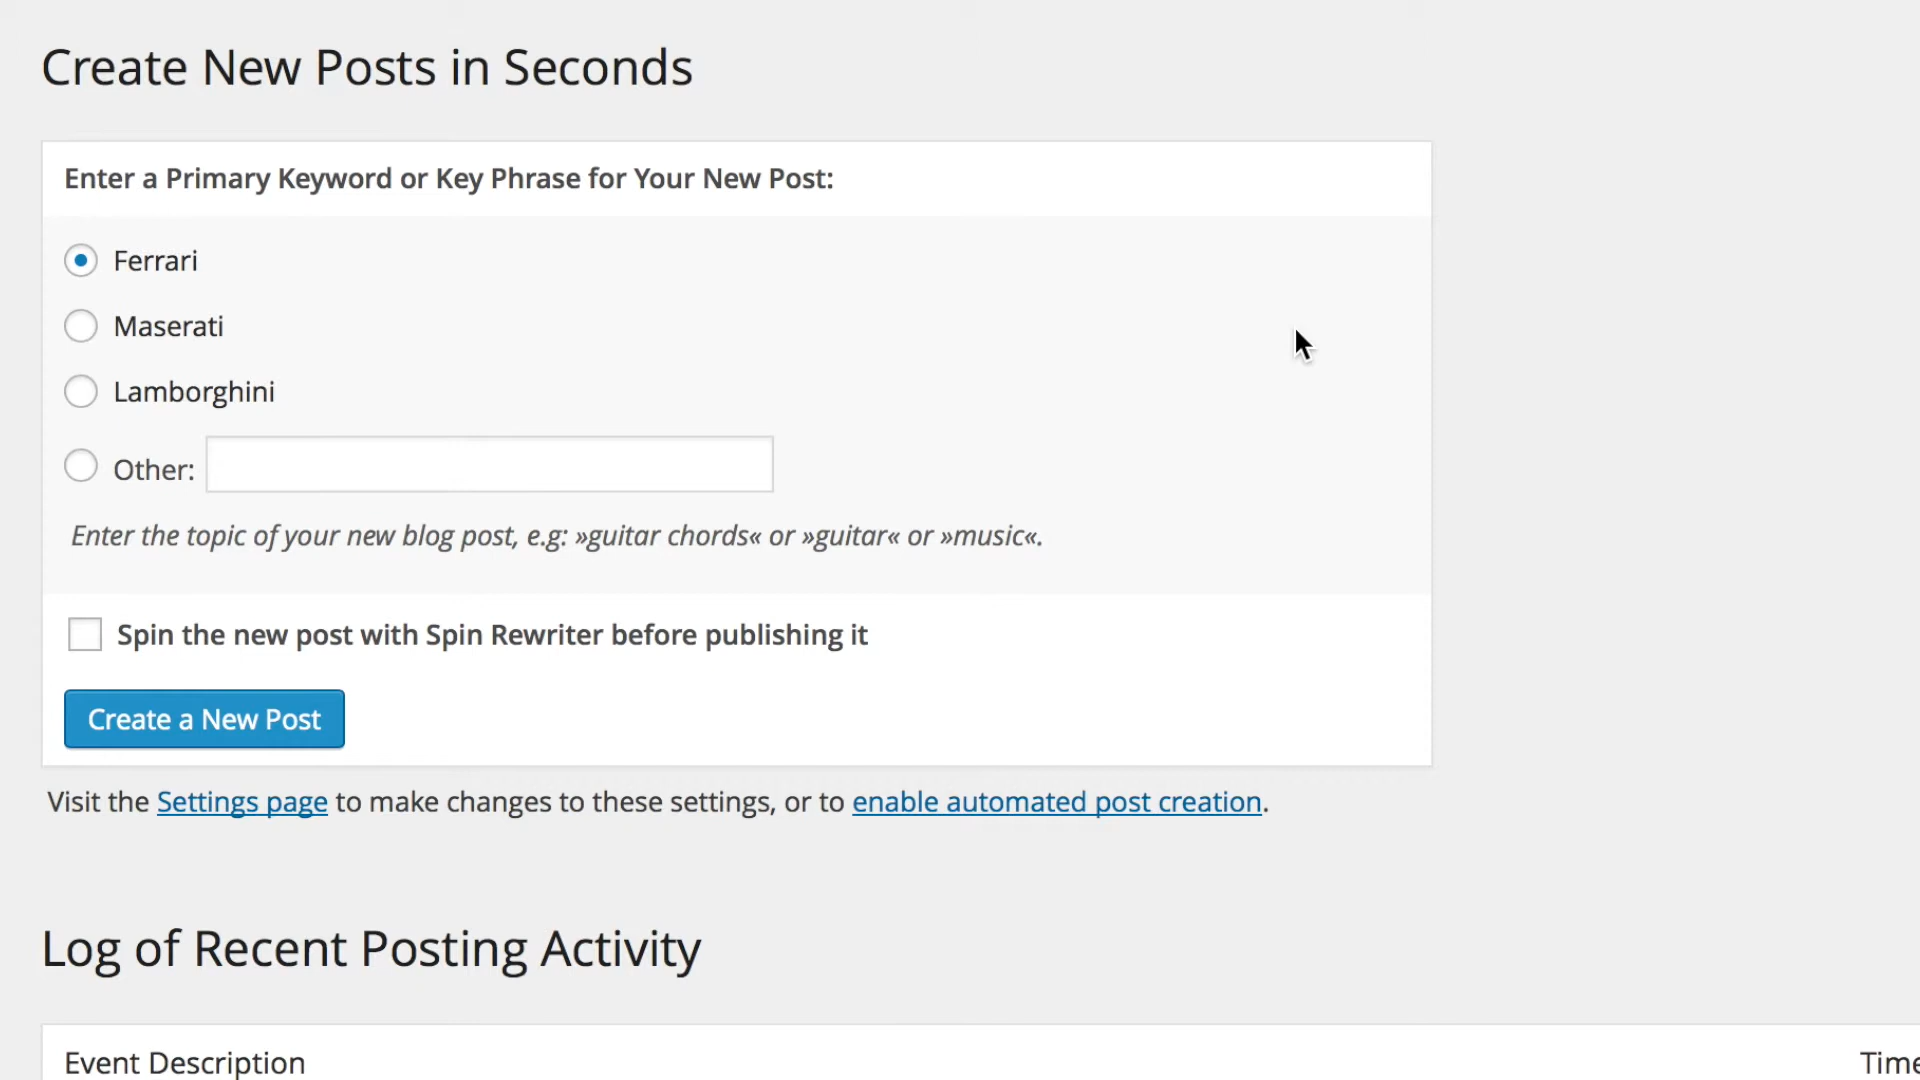 Create New Posts in Seconds
Enter a Primary Keyword or Key Phrase for Your New Post:
Ferrari
Maserati
Lamborghini
Other:
Enter the topic of your new blog post, e.g: »guitar chords« or »guitar« or »music«.
Spin the new post with Spin Rewriter before publishing it
Create a New Post
Visit the Settings page to make changes to these settings, or to enable automated post creation.
Log of Recent Posting Activity
Event Description Time